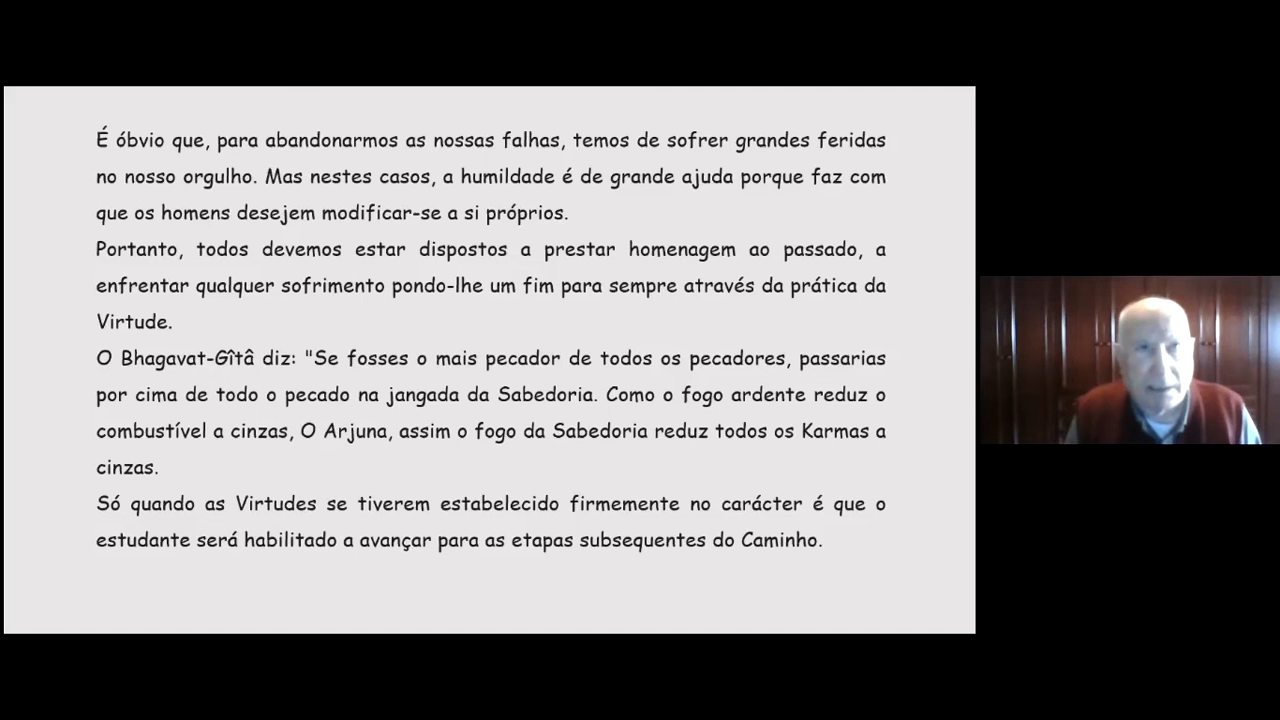 É óbvio que, para abandonarmos as nossas falhas, temos de sofrer grandes feridas
no nosso orgulho. Mas nestes casos, a humildade é de grande ajuda porque faz com
que os homens desejem modificar-se a si próprios.
Portanto, todos devemos estar dispostos a prestar homenagem ao passado, a
enfrentar qualquer sofrimento pondo-lhe um fim para sempre através da prática da
Virtude.
O Bhagavat-Gîtâ diz: "Se fosses o mais pecador de todos os pecadores, passarias
por cima de todo o pecado na jangada da Sabedoria. Como o fogo ardente reduz o
combustível a cinzas, O Arjuna, assim o fogo da Sabedoria reduz todos os Karmas a
cinzas.
Só quando as Virtudes se tiverem estabelecido firmemente no carácter é que o
estudante será habilitado a avançar para as etapas subsequentes do Caminho.